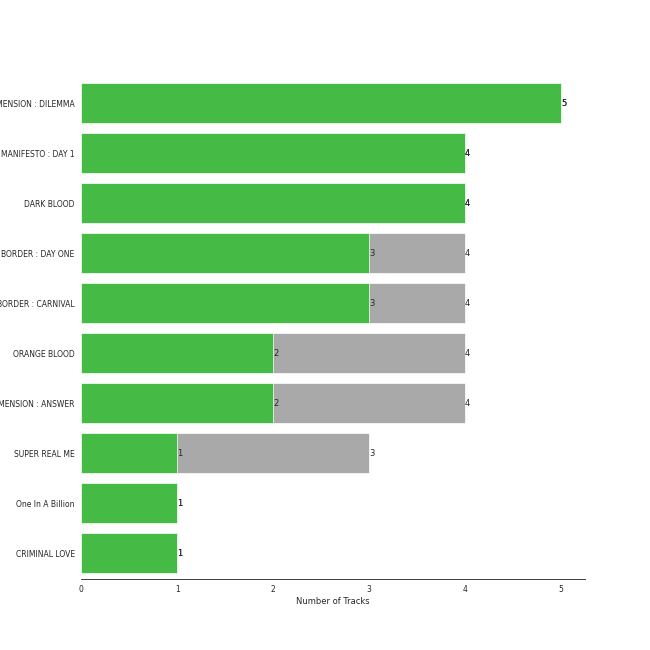 MENSION : DILEMMA 5
MANIFESTO : DAY 1 4
DARK BLOOD 4
BORDER : DAY ONE 3 4
BORDER : CARNIVAL 3 4
ORANGE BLOOD 2 4
MENSION : ANSWER 2 4
SUPER REAL ME 1 3
One In A Billion 1
CRIMINAL LOVE 1
0 1 2 3 4 5
Number of Tracks